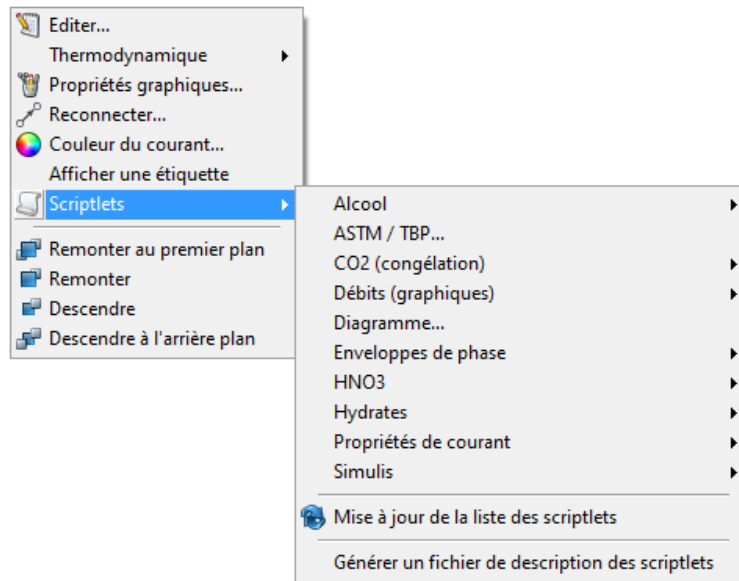 Editer...
Thermodynamique
Propriétés graphiques...
Reconnecter...
Couleur du courant...
Afficher une étiquette
Scriptlets
Remonter au premier plan
Remonter
Descendre
Descendre à l'arrière plan
Alcool
ASTM / TBP...
CO2 (congélation)
Débits (graphiques)
Diagramme...
Enveloppes de phase
HNO3
Hydrates
Propriétés de courant
Simulis
Mise à jour de la liste des scriptlets
Générer un fichier de description des scriptlets